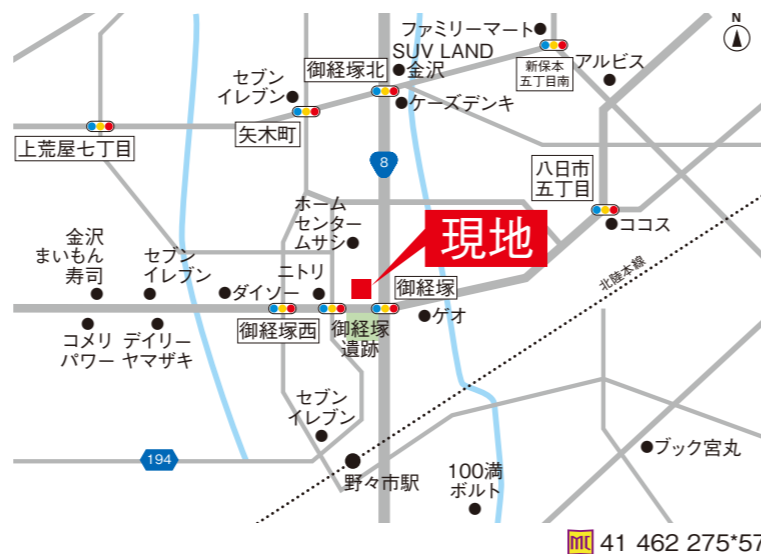 ファミリーマート
N
SUV LAND
金沢
御経塚北
新保本
五丁目南
アルビス
セブン
イレブン
ケーズデンキ
上荒屋七丁目
矢木町
8
八日市
五丁目
ホーム
センター
ムサシ
現地
ココス
金沢
まいもん
寿司
セブン
イレブン
ダイソー
ニトリ
御経塚
北陸本線
コメリ
パワー
デイリー
ヤマザキ
御経塚西
御経塚
遺跡
ゲオ
セブン
イレブン
194
野々市駅
100満
ボルト
ブック宮丸
MC 41 462 275*57